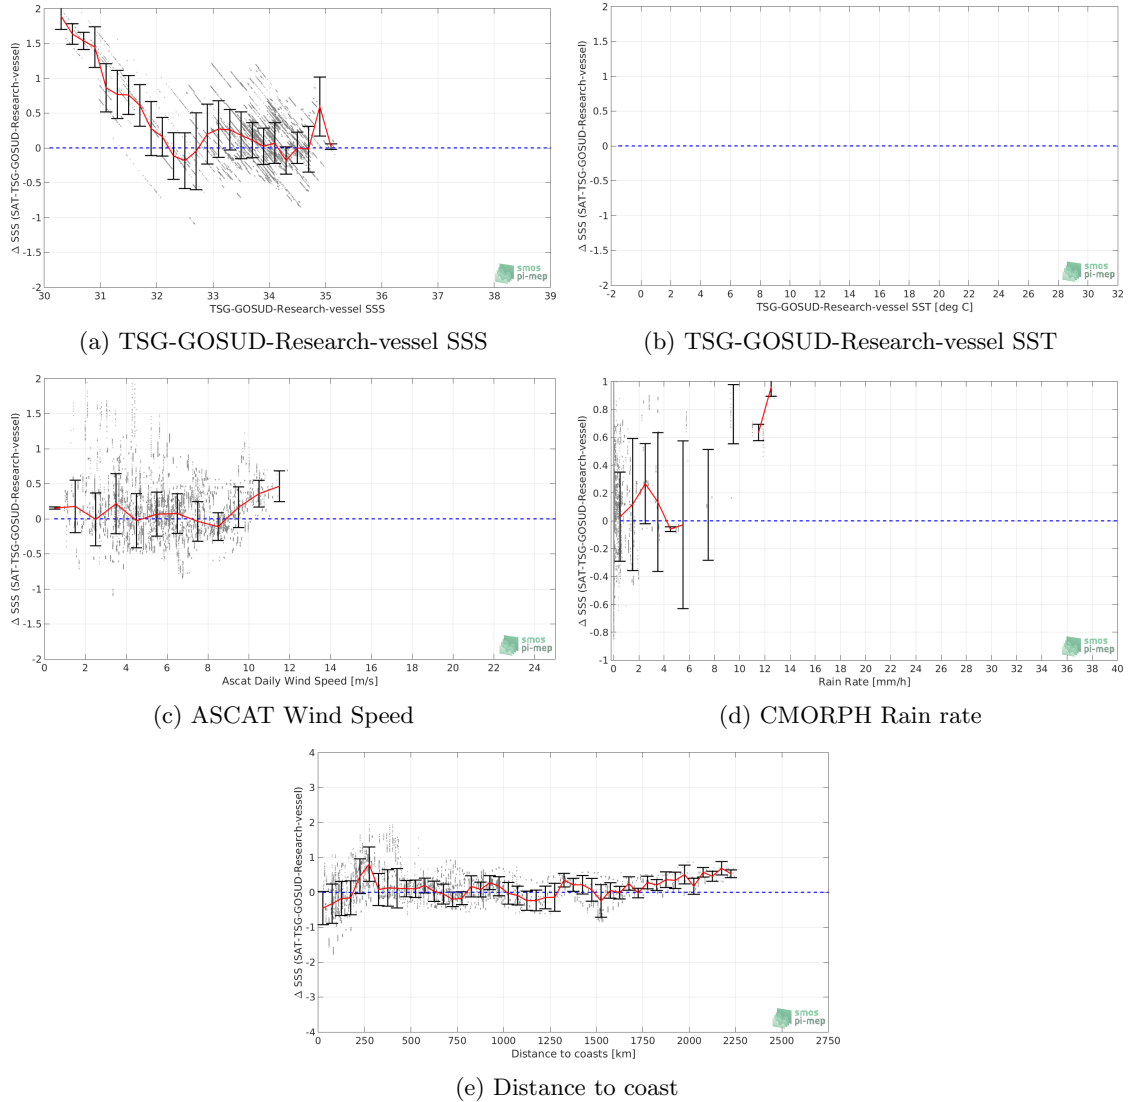 Δ SSS (SAT-TSG-GOSUD-Research-vessel)
2
1.5
1
0.5
0
-0.5
-1
-1.5
-2
30 31 32 33 34 35 36 37 38 39
TSG-GOSUD-Research-vessel SSS
smos
pi-mep
(a) TSG-GOSUD-Research-vessel SSS
Δ SSS (SAT-TSG-GOSUD-Research-vessel)
2
1.5
1
0.5
0
-0.5
-1
-1.5
-2
-2 0 2 4 6 8 10 12 14 16 18 20 22 24 26 28 30 32
TSG-GOSUD-Research-vessel SST [deg C]
smos
pi-mep
(b) TSG-GOSUD-Research-vessel SST
Δ SSS (SAT-TSG-GOSUD-Research-vessel)
2
1.5
1
0.5
0
-0.5
-1
-1.5
-2
0 2 4 6 8 10 12 14 16 18 20 22 24
Ascat Daily Wind Speed [m/s]
smos
pi-mep
(c) ASCAT Wind Speed
Δ SSS (SAT-TSG-GOSUD-Research-vessel)
1
0.8
0.6
0.4
0.2
0
-0.2
-0.4
-0.6
-0.8
-1
0 2 4 6 8 10 12 14 16 18 20 22 24 26 28 30 32 34 36 38 40
Rain Rate [mm/h]
smos
pi-mep
(d) CMORPH Rain rate
Δ SSS (SAT-TSG-GOSUD-Research-vessel)
4
3
2
1
0
-1
-2
-3
-4
0 250 500 750 1000 1250 1500 1750 2000 2250 2500 2750
Distance to coasts [km]
smos
pi-mep
(e) Distance to coast